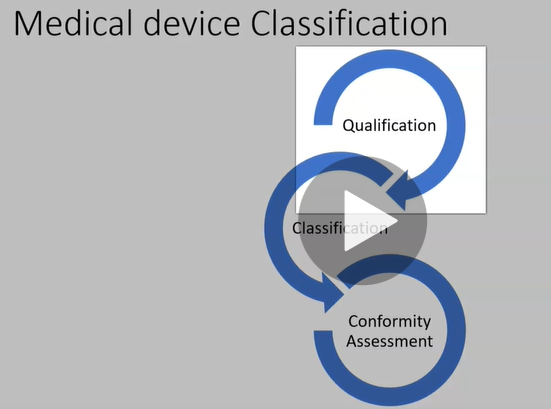 Medical device Classification
Qualification
Classification
Conformity
Assessment